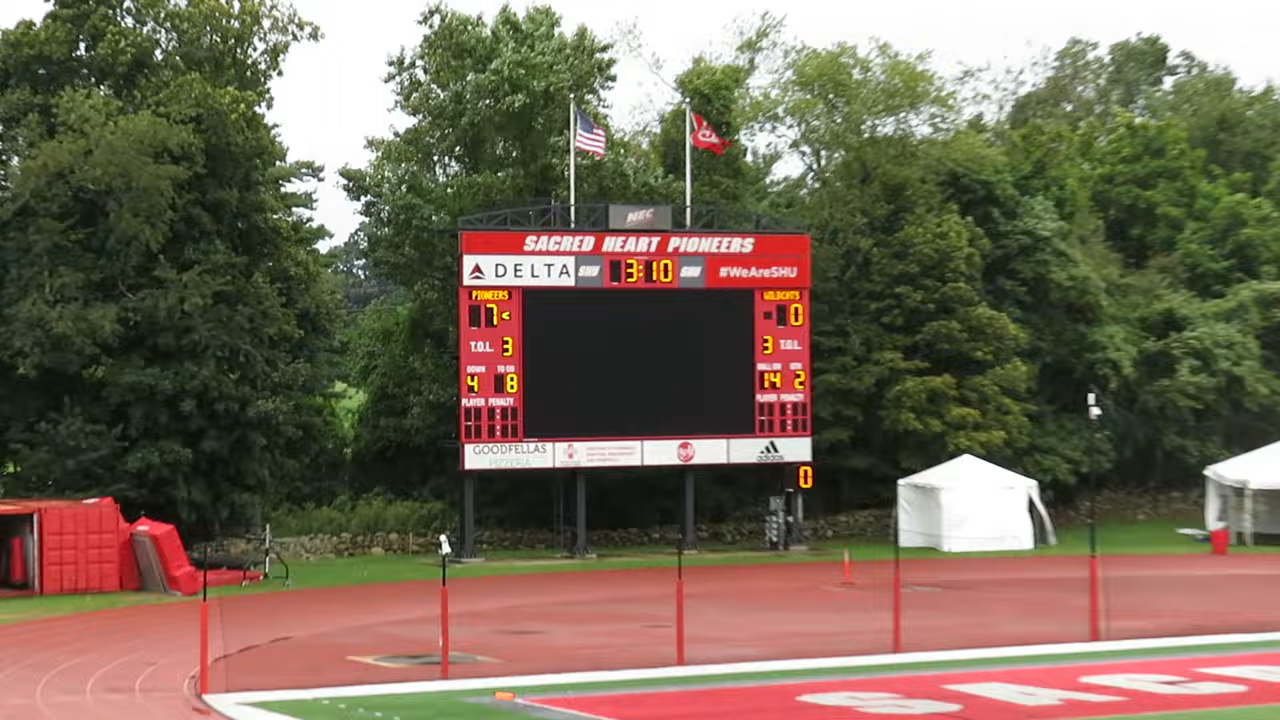 NEC
SACRED HEART PIONEERS
DELTA SHU 3:10 SHU #WeAreSHU
PIONEERS WILDCATS
7< 0
T.O.L. 3 3 T.O.L.
DOWN TO GO BALL ON QTR
4 8 14 2
PLAYER PENALTY PLAYER PENALTY
GOODFELLAS
PIZZERIA
adidas
0
SACR